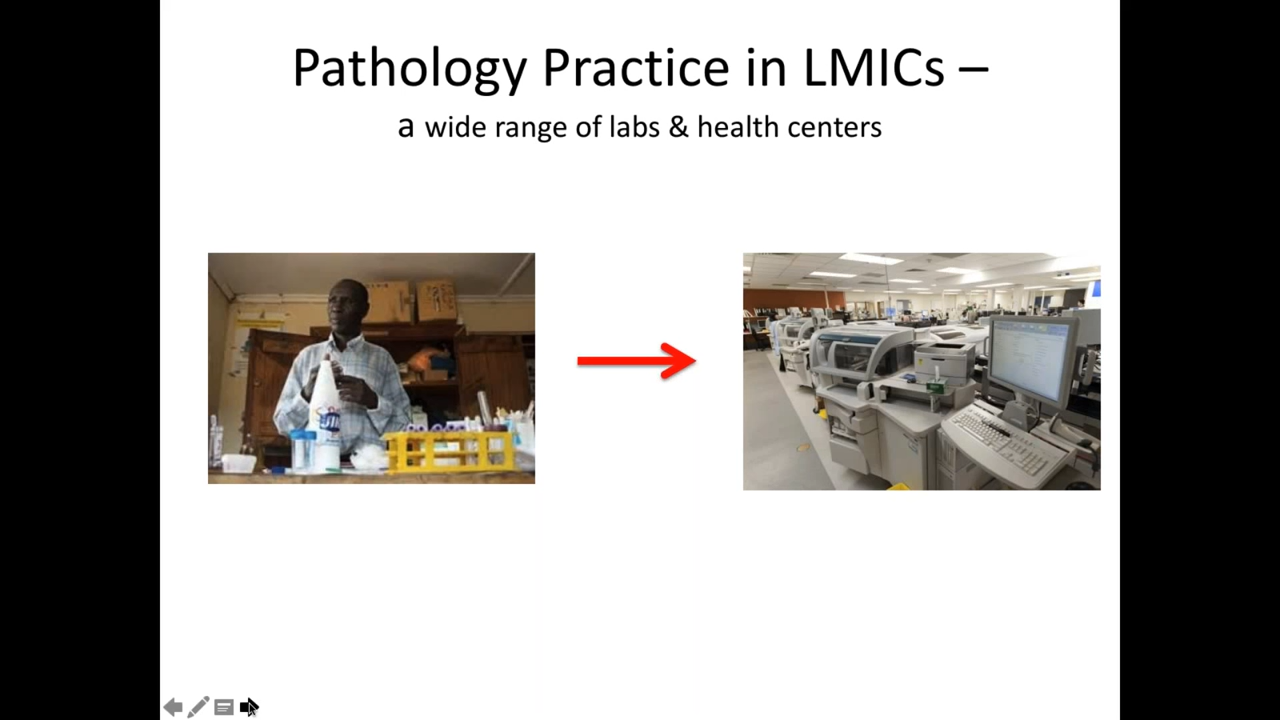 Pathology Practice in LMICs –
a wide range of labs & health centers